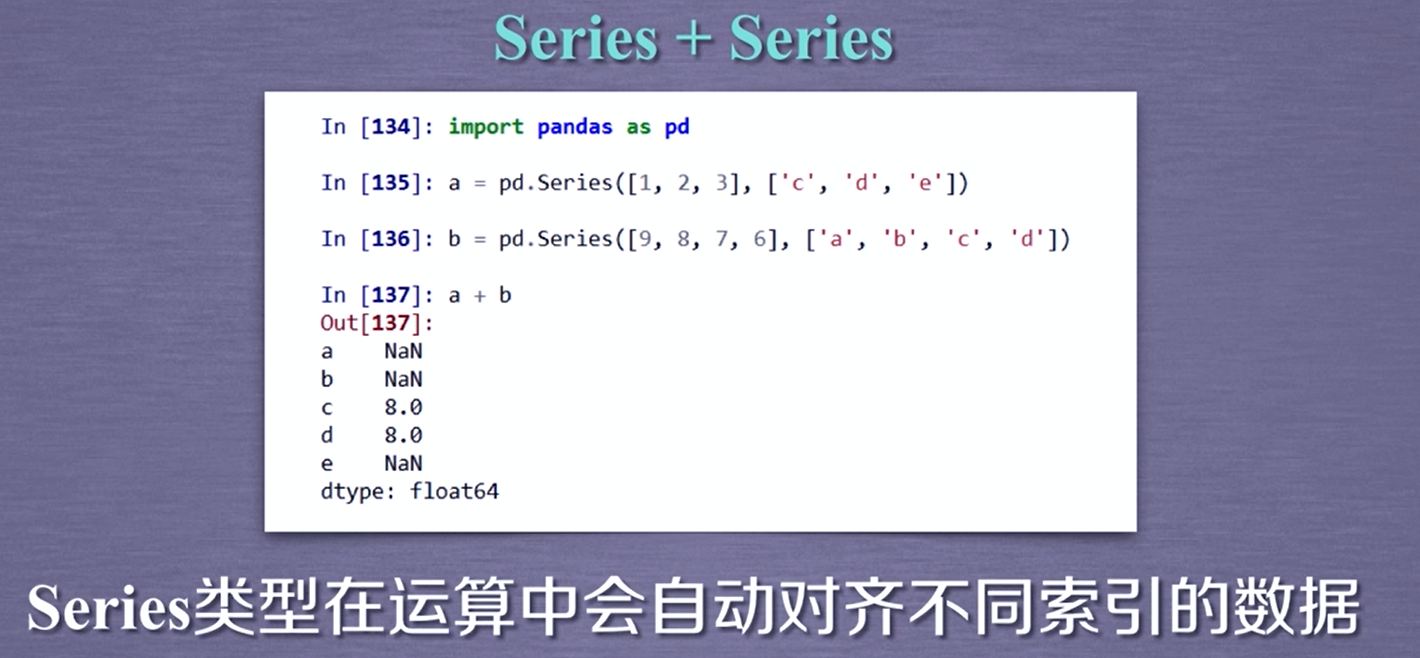 Series + Series
In [134]: import pandas as pd
In [135]: a = pd.Series([1, 2, 3], ['c', 'd', 'e'])
In [136]: b = pd.Series([9, 8, 7, 6], ['a', 'b', 'c', 'd'])
In [137]: a + b
Out[137]:
a    NaN
b    NaN
c    8.0
d    8.0
e    NaN
dtype: float64
Series类型在运算中会自动对齐不同索引的数据